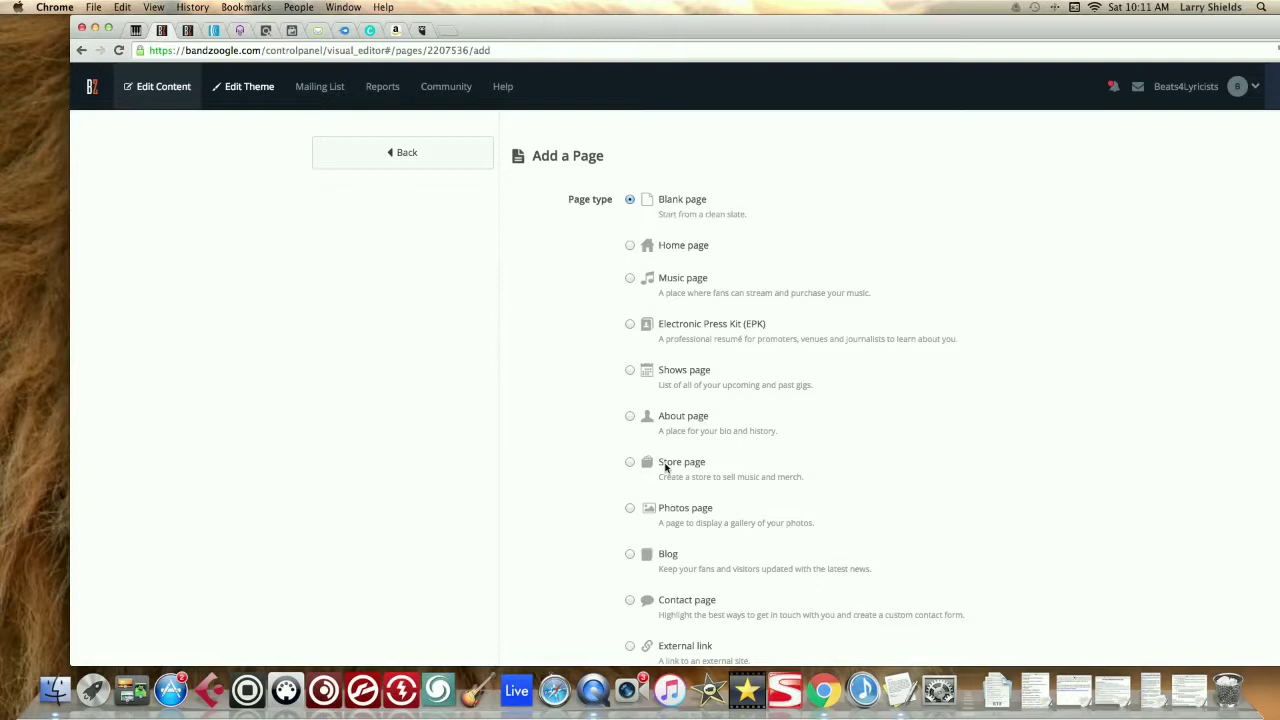 Chrome File Edit View History Bookmarks People Window Help Sat 10:11 AM Larry Shields
https://bandzoogle.com/controlpanel/visual_editor#/pages/2207536/add
BZ Edit Content Edit Theme Mailing List Reports Community Help Beats4Lyricists B
Back
Add a Page
Page type Blank page
Start from a clean slate.
Home page
Music page
A place where fans can stream and purchase your music.
Electronic Press Kit (EPK)
A professional resumé for promoters, venues and journalists to learn about you.
Shows page
List of all of your upcoming and past gigs.
About page
A place for your bio and history.
Store page
Create a store to sell music and merch.
Photos page
A page to display a gallery of your photos.
Blog
Keep your fans and visitors updated with the latest news.
Contact page
Highlight the best ways to get in touch with you and create a custom contact form.
External link
A link to an external site.
2 Live 3